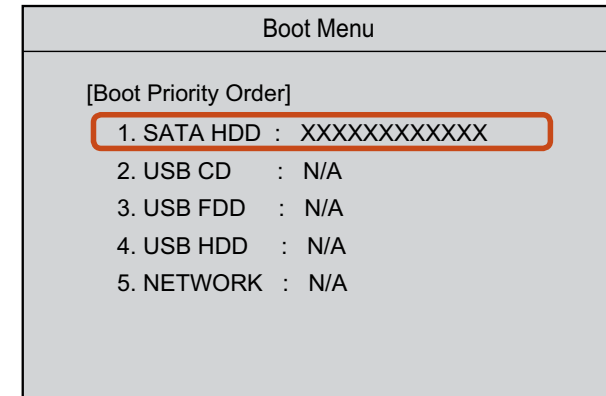 Boot Menu
[Boot Priority Order]
1. SATA HDD : XXXXXXXXXXXX
2. USB CD : N/A
3. USB FDD : N/A
4. USB HDD : N/A
5. NETWORK : N/A